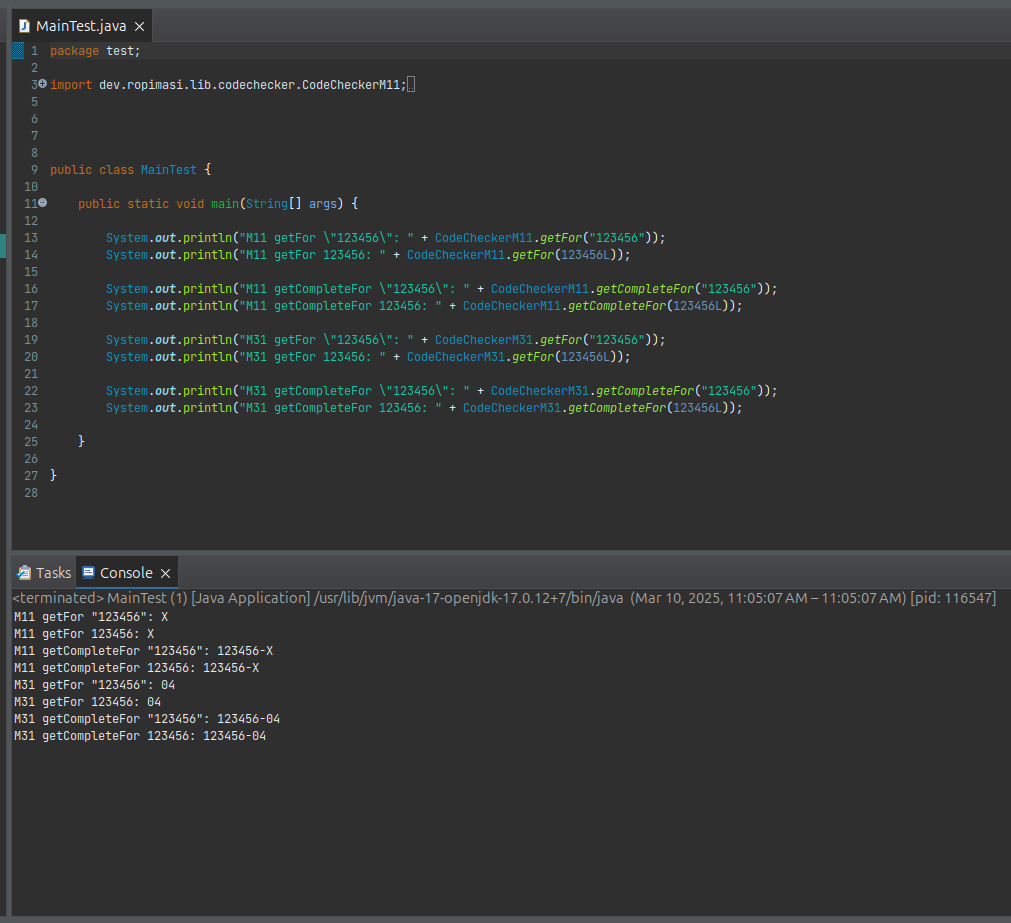 MainTest.java
1 package test;
2
3 import dev.ropimasi.lib.codechecker.CodeCheckerM11;
5
6
7
8
9 public class MainTest {
10
11 public static void main(String[] args) {
12
13 System.out.println("M11 getFor \"123456\": " + CodeCheckerM11.getFor("123456"));
14 System.out.println("M11 getFor 123456: " + CodeCheckerM11.getFor(123456L));
15
16 System.out.println("M11 getCompleteFor \"123456\": " + CodeCheckerM11.getCompleteFor("123456"));
17 System.out.println("M11 getCompleteFor 123456: " + CodeCheckerM11.getCompleteFor(123456L));
18
19 System.out.println("M31 getFor \"123456\": " + CodeCheckerM31.getFor("123456"));
20 System.out.println("M31 getFor 123456: " + CodeCheckerM31.getFor(123456L));
21
22 System.out.println("M31 getCompleteFor \"123456\": " + CodeCheckerM31.getCompleteFor("123456"));
23 System.out.println("M31 getCompleteFor 123456: " + CodeCheckerM31.getCompleteFor(123456L));
24
25 }
26
27 }
28
Tasks Console
<terminated> MainTest (1) [Java Application] /usr/lib/jvm/java-17-openjdk-17.0.12+7/bin/java (Mar 10, 2025, 11:05:07 AM – 11:05:07 AM) [pid: 116547]
M11 getFor "123456": X
M11 getFor 123456: X
M11 getCompleteFor "123456": 123456-X
M11 getCompleteFor 123456: 123456-X
M31 getFor "123456": 04
M31 getFor 123456: 04
M31 getCompleteFor "123456": 123456-04
M31 getCompleteFor 123456: 123456-04